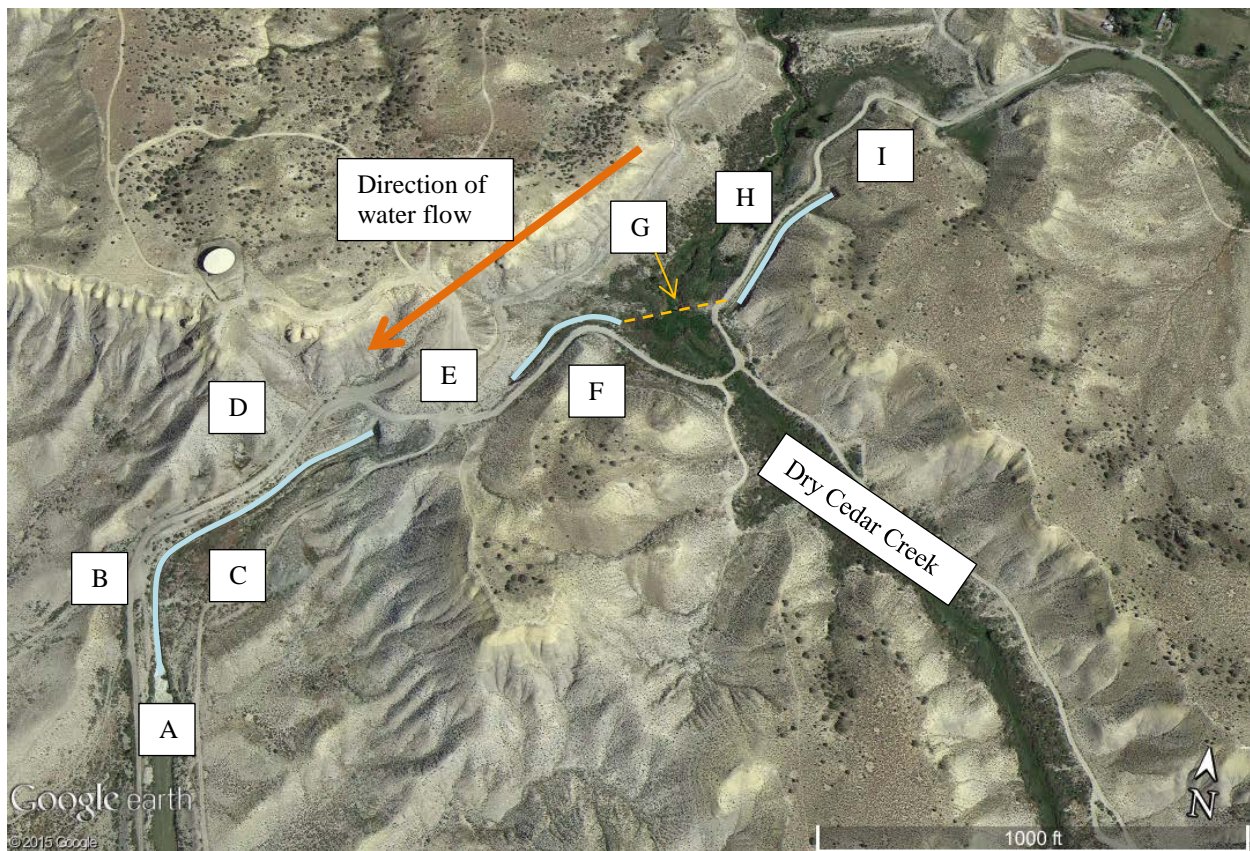 I
Direction of
water flow
H
G
E
F
D
Dry Cedar Creek
B
C
A
N
Google earth
© 2015 Google
1000 ft